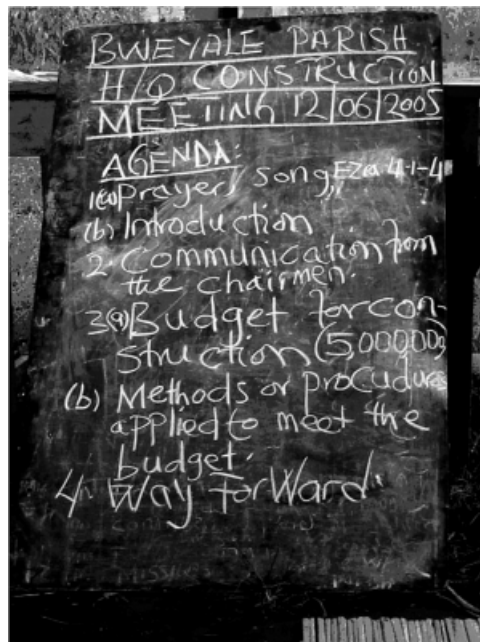 BWEYALE PARISH
H/Q CONSTRUCTION
MEETING 12/06/2005
AGENDA:
1(a) Prayer, song, EZRA 4-1-4
(b) Introduction
2. Communication from
the chairmen.
3(a) Budget for con-
struction (5,000,000)
(b) Methods or procudures
applied to meet the
budget.
4. Way forWard.